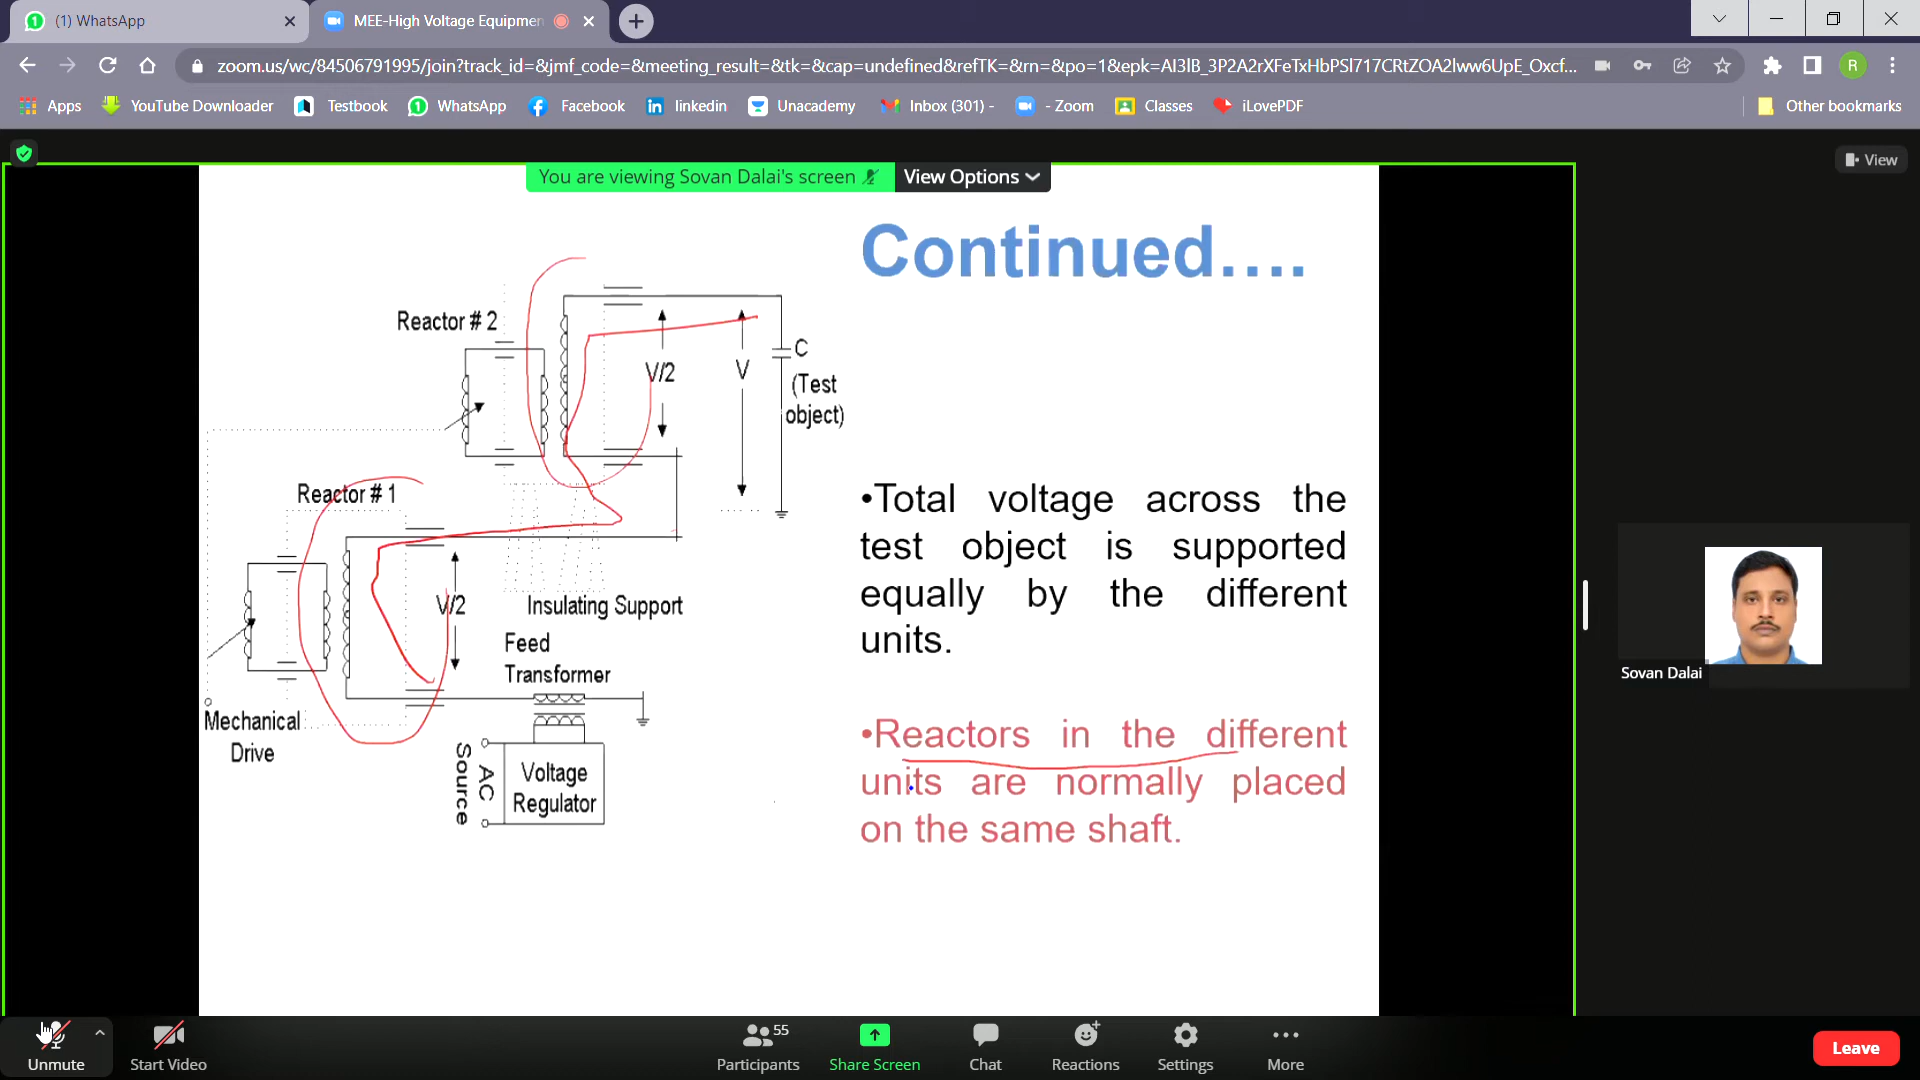 (1) WhatsApp
MEE-High Voltage Equipmen
zoom.us/wc/84506791995/join?track_id=&jmf_code=&meeting_result=&tk=&cap=undefined&refTK=&rn=&po=1&epk=AI3lB_3P2A2rXFeTxHbPSl717CRtZOA2lww6UpE_Oxcf...
R
Apps
YouTube Downloader
Testbook
WhatsApp
Facebook
linkedin
Unacademy
Inbox (301) -
- Zoom
Classes
iLovePDF
Other bookmarks
You are viewing Sovan Dalai's screen
View Options
View
Continued....
Reactor # 2
V/2
V
C
(Test
object)
Reactor # 1
V/2
Insulating Support
Feed
Transformer
Mechanical
Drive
AC
Source
Voltage
Regulator
•Total voltage across the
test object is supported
equally by the different
units.
•Reactors in the different
units are normally placed
on the same shaft.
Sovan Dalai
Unmute
Start Video
55
Participants
Share Screen
Chat
Reactions
Settings
More
Leave